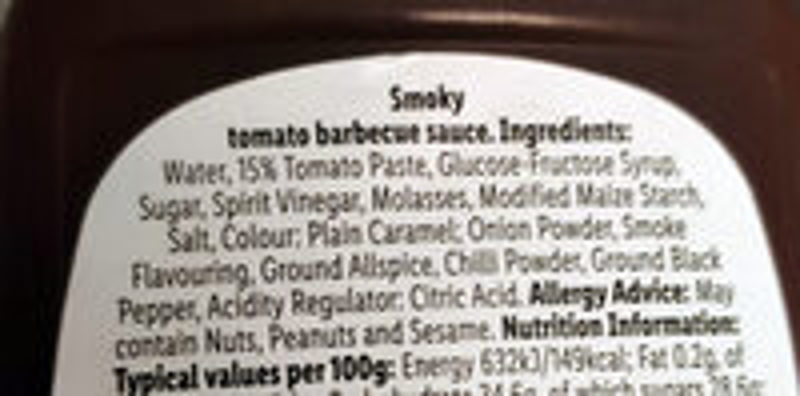 Smoky
tomato barbecue sauce. Ingredients:
Water, 15% Tomato Paste, Glucose-Fructose Syrup,
Sugar, Spirit Vinegar, Molasses, Modified Maize Starch,
Salt, Colour: Plain Caramel; Onion Powder, Smoke
Flavouring, Ground Allspice, Chilli Powder, Ground Black
Pepper, Acidity Regulator: Citric Acid. Allergy Advice: May
contain Nuts, Peanuts and Sesame. Nutrition Information:
Typical values per 100g: Energy 632kJ/149kcal; Fat 0.2g, of
of which sugars